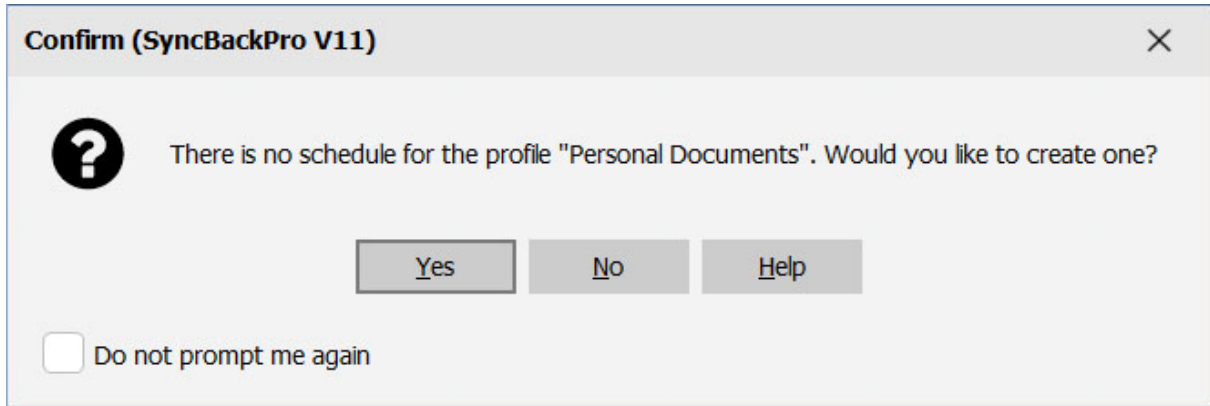 Confirm (SyncBackPro V11)
There is no schedule for the profile "Personal Documents". Would you like to create one?
Yes No Help
Do not prompt me again